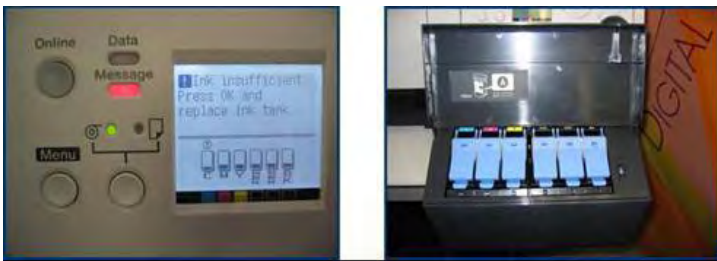 Online
Data
Message
! Ink insufficient
Press OK and
replace ink tank.
Menu
A
DIGITAL